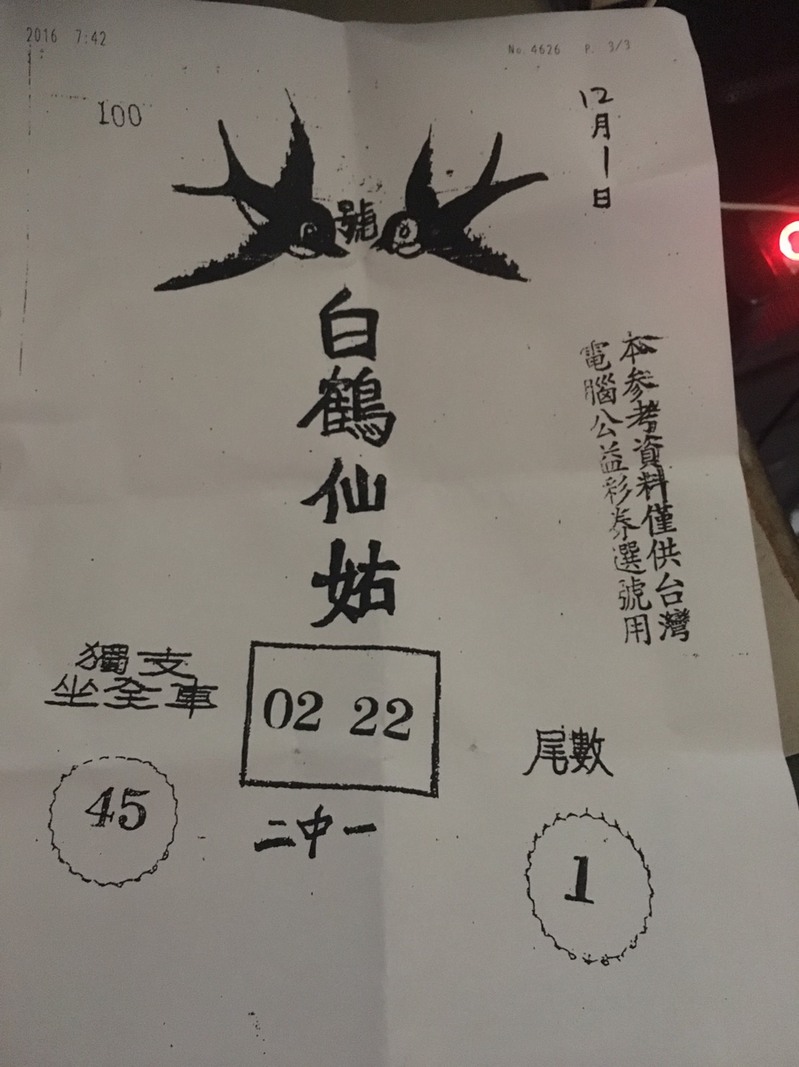 2016 7:42
No. 4626 P. 3/3
100
12月1日
號
白鶴仙姑
本參考資料僅供台灣
電腦公益彩券選號用
獨支
坐全車
45
02 22
二中一
尾數
1